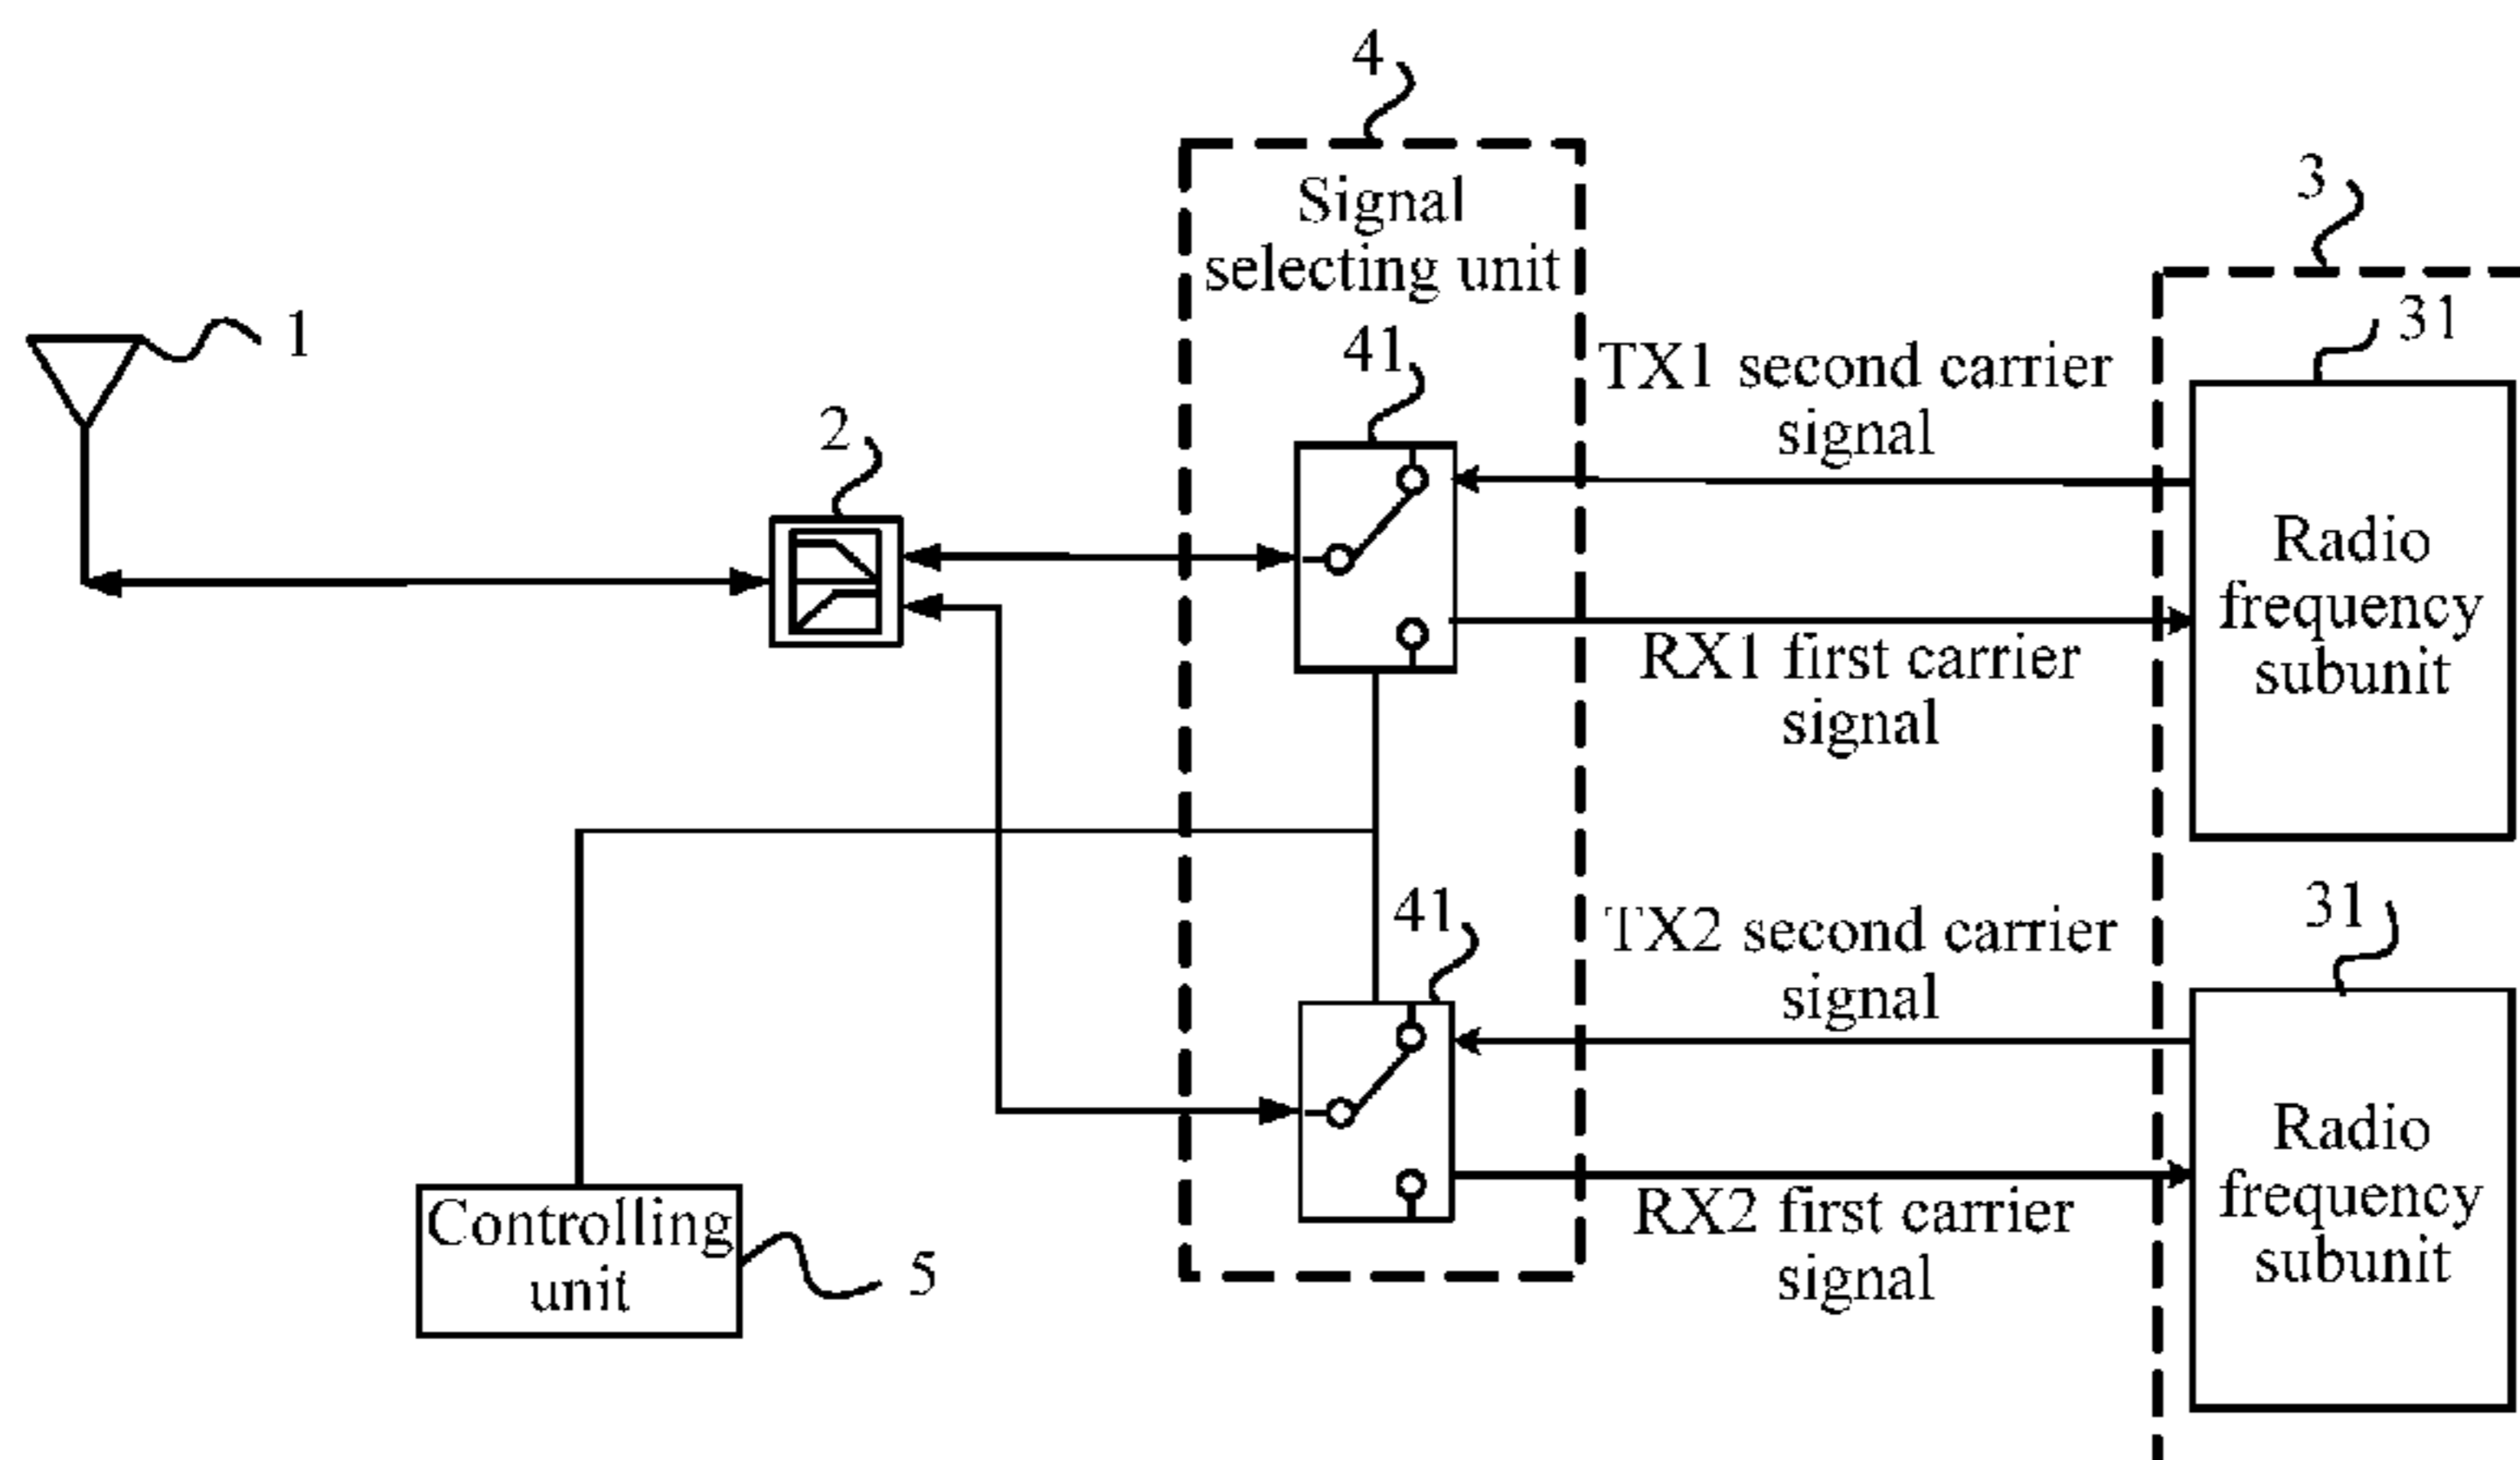 4
Signal
selecting unit
3
1
41
TX1 second carrier
signal
31
2
Radio
frequency
subunit
RX1 first carrier
signal
41
TX2 second carrier
signal
31
Radio
frequency
subunit
RX2 first carrier
signal
Controlling
unit
5